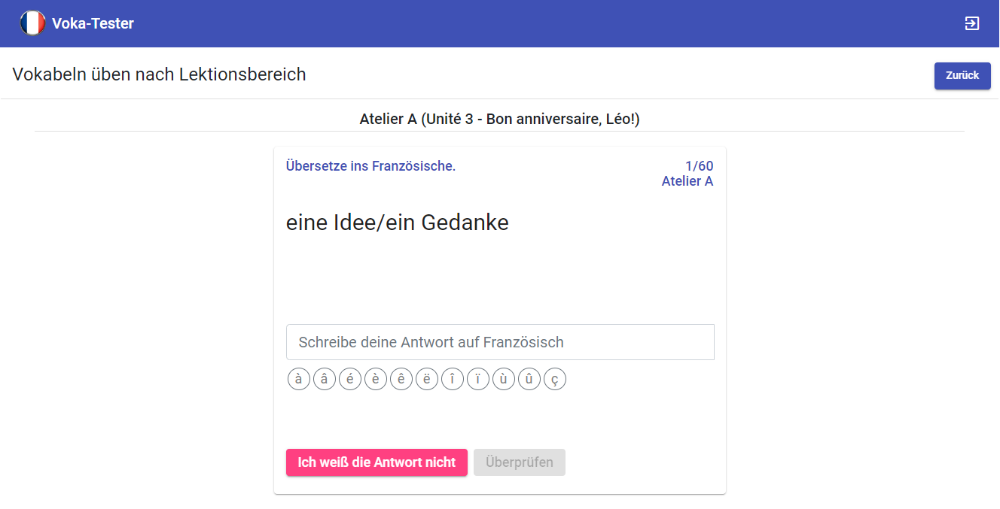 Voka-Tester
Vokabeln üben nach Lektionsbereich
Zurück
Atelier A (Unité 3 - Bon anniversaire, Léo!)
Übersetze ins Französische.
1/60
Atelier A
eine Idee/ein Gedanke
Schreibe deine Antwort auf Französisch
à â é è ê ë î ï ù û ç
Ich weiß die Antwort nicht
Überprüfen